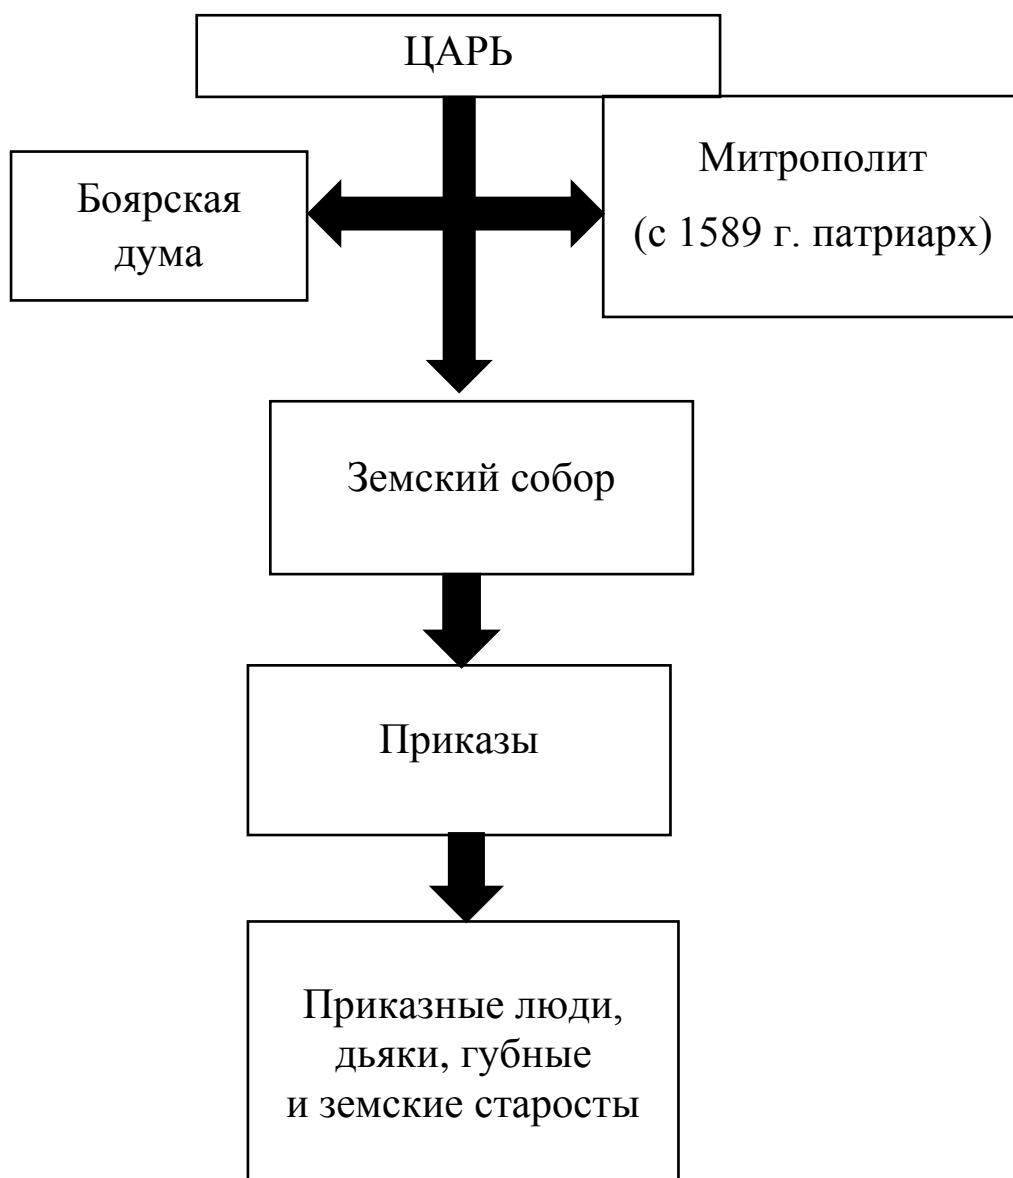 ЦАРЬ
Боярская
дума
Митрополит
(с 1589 г. патриарх)
Земский собор
Приказы
Приказные люди,
дьяки, губные
и земские старосты